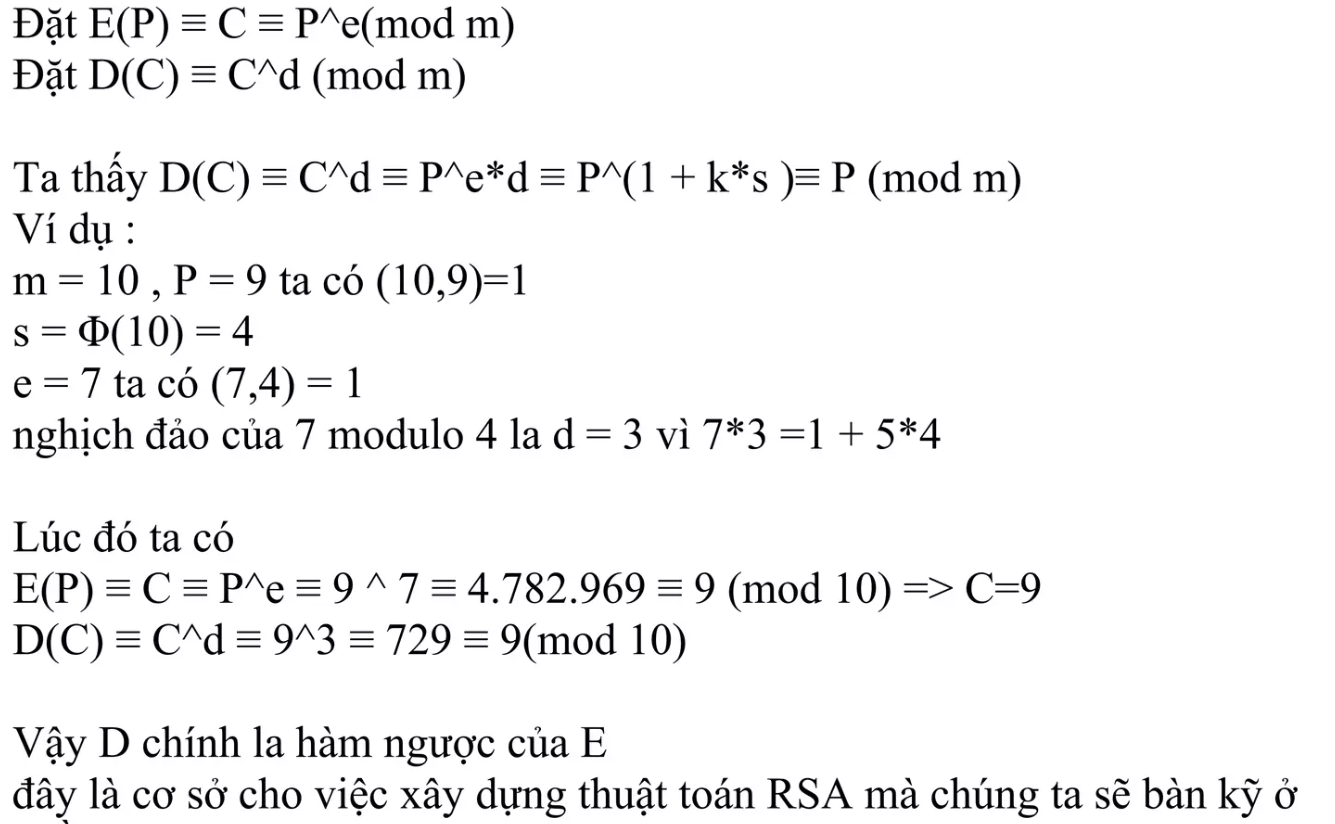 Đặt E(P) ≡ C ≡ P^e(mod m)
Đặt D(C) ≡ C^d (mod m)
Ta thấy D(C) ≡ C^d ≡ P^e*d ≡ P^(1 + k*s )≡ P (mod m)
Ví dụ :
m = 10 , P = 9 ta có (10,9)=1
s = Φ(10) = 4
e = 7 ta có (7,4) = 1
nghịch đảo của 7 modulo 4 la d = 3 vì 7*3 =1 + 5*4
Lúc đó ta có
E(P) ≡ C ≡ P^e ≡ 9 ^ 7 ≡ 4.782.969 ≡ 9 (mod 10) => C=9
D(C) ≡ C^d ≡ 9^3 ≡ 729 ≡ 9(mod 10)
Vậy D chính la hàm ngược của E
đây là cơ sở cho việc xây dựng thuật toán RSA mà chúng ta sẽ bàn kỹ ở